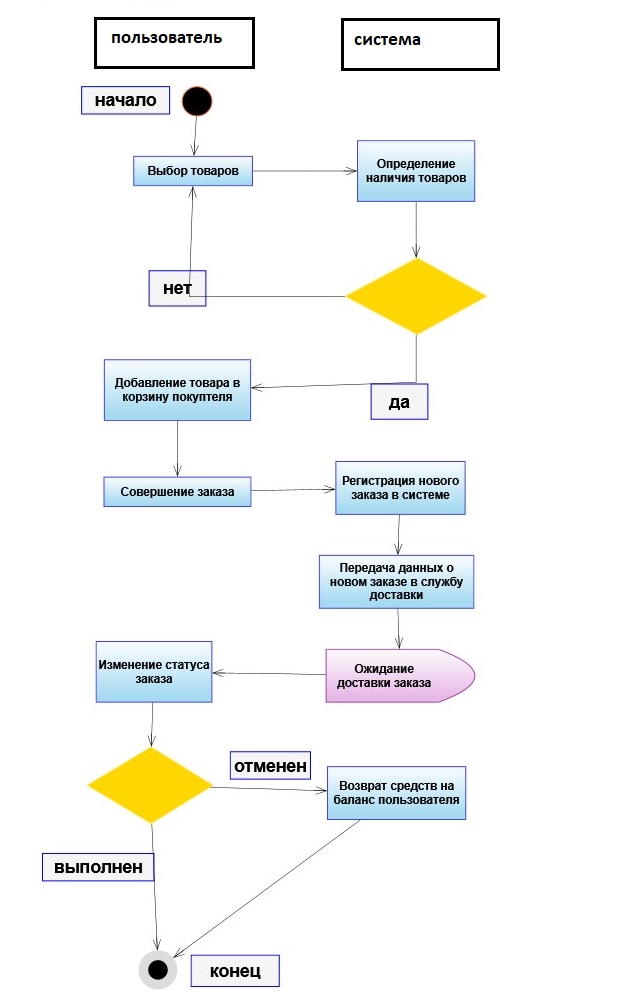 пользователь
система
начало
Выбор товаров
Определение
наличия товаров
нет
Добавление товара в
корзину покуптеля
да
Совершение заказа
Регистрация нового
заказа в системе
Передача данных о
новом заказе в службу
доставки
Изменение статуса
заказа
Ожидание
доставки заказа
отменен
Возврат средств на
баланс пользователя
выполнен
конец